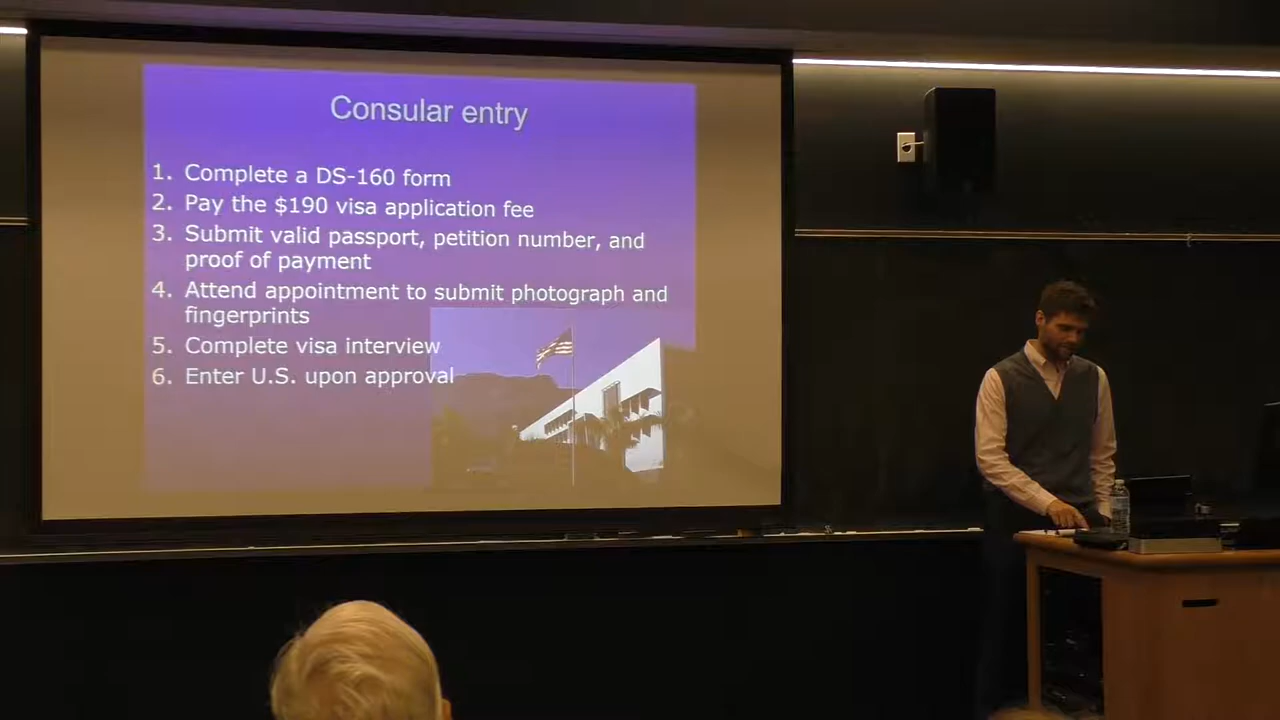 Consular entry
1. Complete a DS-160 form
2. Pay the $190 visa application fee
3. Submit valid passport, petition number, and
proof of payment
4. Attend appointment to submit photograph and
fingerprints
5. Complete visa interview
6. Enter U.S. upon approval